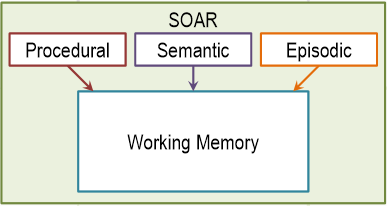 SOAR
Procedural Semantic Episodic
Working Memory